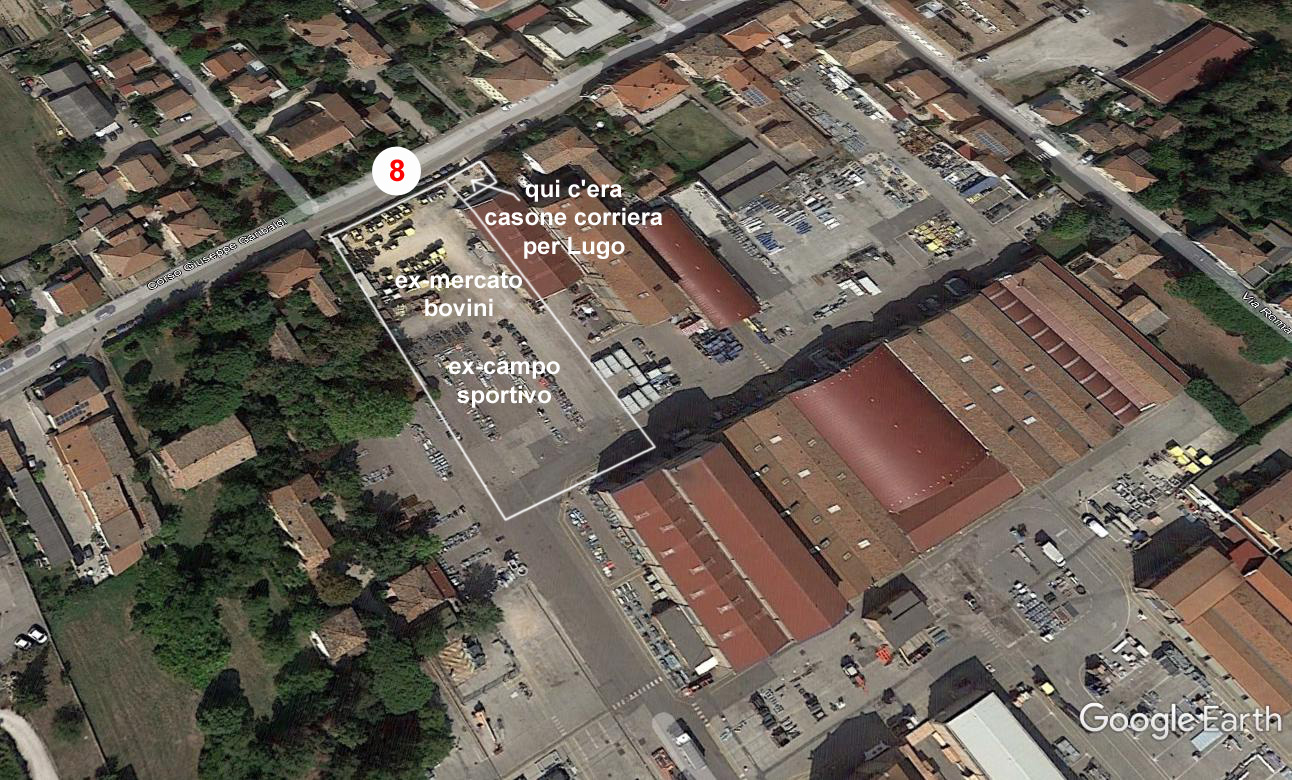 8
qui c'era
casone corriera
per Lugo
Corso Giuseppe Garibaldi
ex-mercato
bovini
Via Roma
ex-campo
sportivo
Google Earth